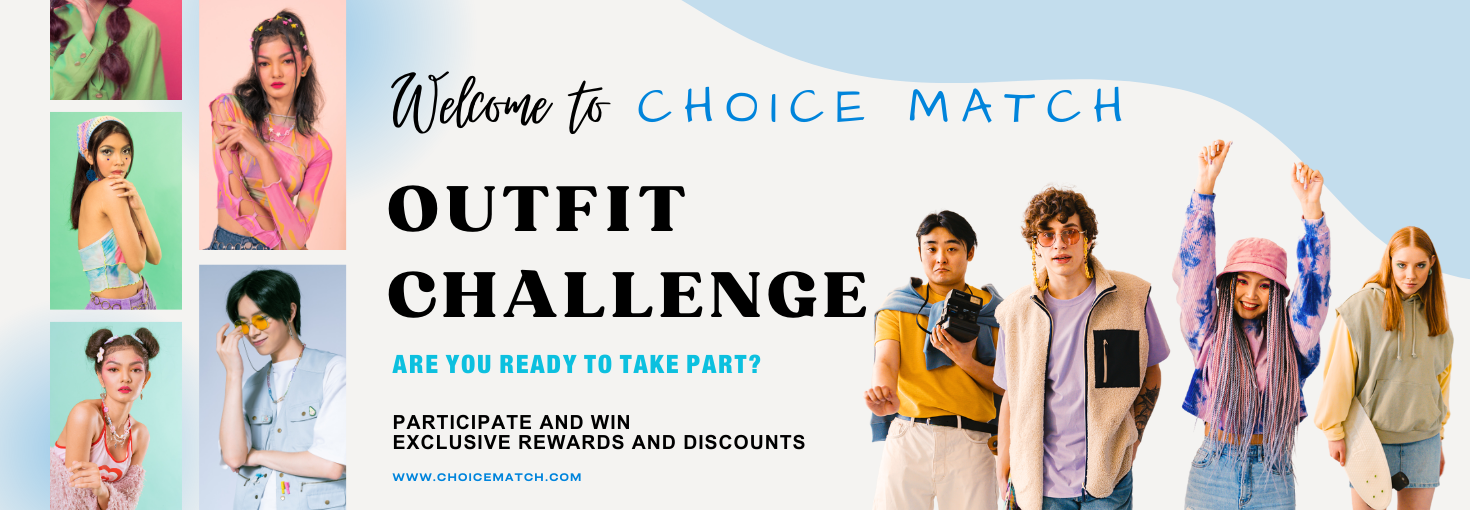 Welcome to CHOICE MATCH
OUTFIT
CHALLENGE
ARE YOU READY TO TAKE PART?
PARTICIPATE AND WIN
EXCLUSIVE REWARDS AND DISCOUNTS
WWW.CHOICEMATCH.COM